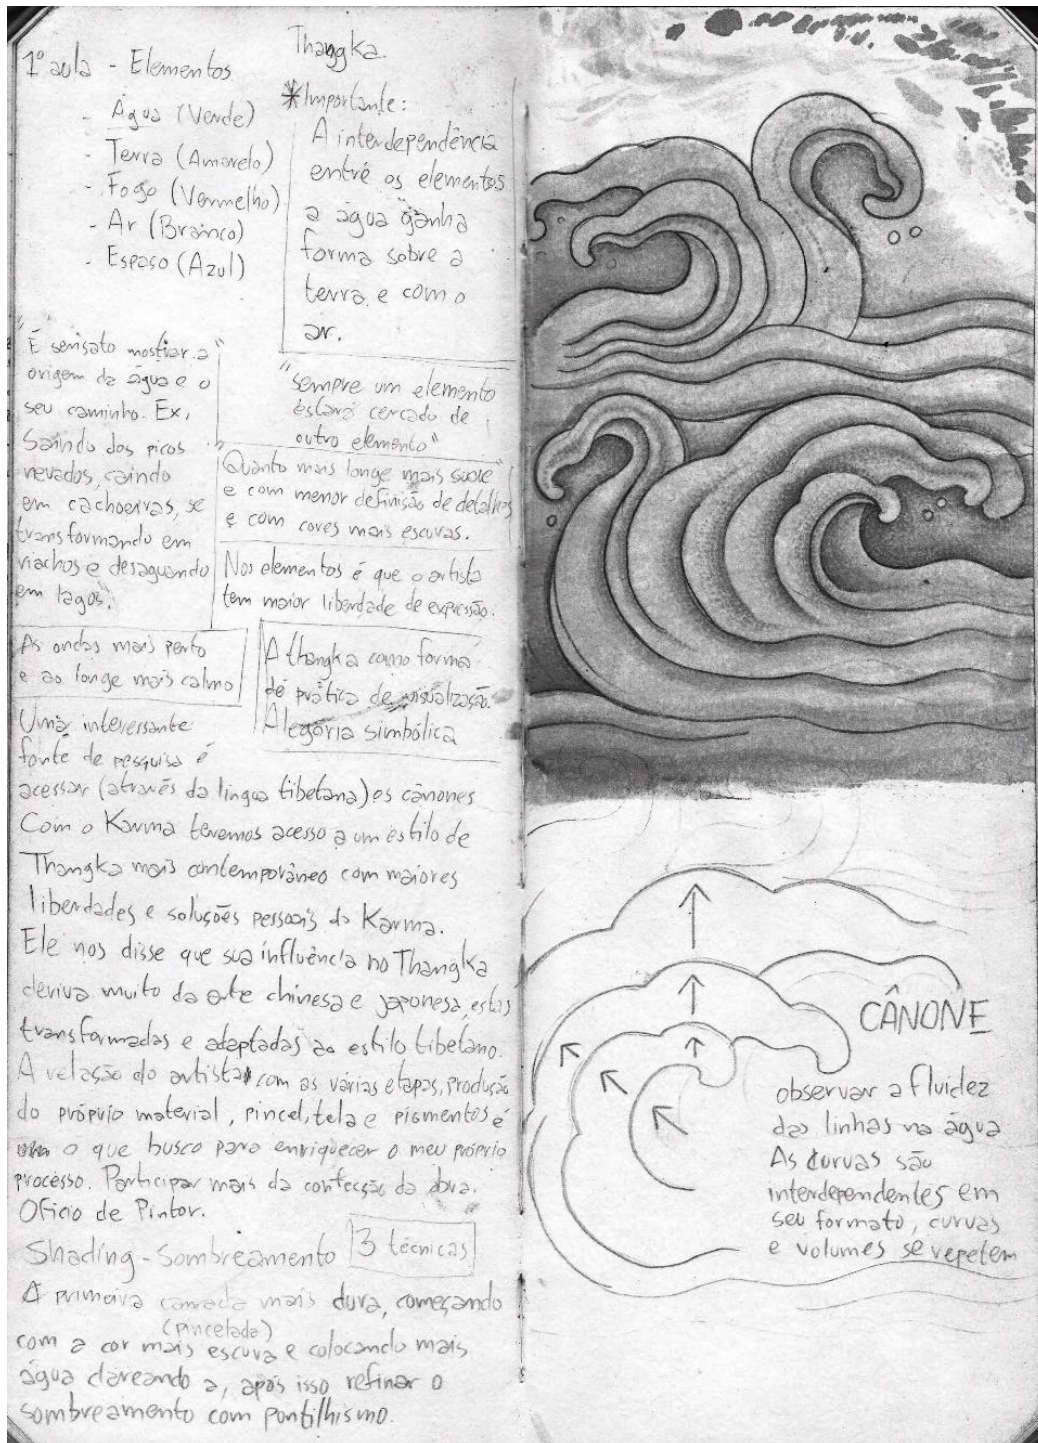 1º aula - Elementos
- Água (Verde)
- Terra (Amarelo)
- Fogo (Vermelho)
- Ar (Branco)
- Espaso (Azul)
Thangka
*Importante:
A interdependência
entre os elementos
a água ganha
forma sobre a
terra e com o
ar.
"É sensato mostrar a
origem da água e o
seu caminho. Ex,
Saindo dos picos
nevados, caindo
em cachoeiras, se
transformando em
riachos e desaguando
em lagos".
"sempre um elemento
estará cercado de
outro elemento"
"Quanto mais longe mais suave"
e com menor definição de detalhes
e com cores mais escuras.
Nos elementos é que o artista
tem maior liberdade de expressão.
As ondas mais perto
e ao longe mais calmo
A thangka como forma
de prática de visualização.
Alegoria simbólica
Uma interessante
fonte de pesquisa é
acessar (através da lingua tibetana) os cânones
Com o Karma teremos acesso a um estilo de
Thangka mais contemporâneo com maiores
liberdades e soluções pessoais do Karma.
Ele nos disse que sua influência no Thangka
deriva muito da arte chinesa e japonesa, estas
transformadas e adaptadas ao estilo tibetano.
A relação do artista com as várias etapas, produção
do próprio material, pincel, tela e pigmentos é
o que busco para enriquecer o meu próprio
processo. Participar mais da confecção da obra.
Oficio de Pintor.
Shading - Sombreamento 3 técnicas
A primeira camada mais dura, começando
(pincelada)
com a cor mais escura e colocando mais
água clareando a, após isso refinar o
sombreamento com pontilhismo.
CÂNONE
observar a fluidez
das linhas na água
As curvas são
interdependentes em
seu formato, curvas
e volumes se repetem